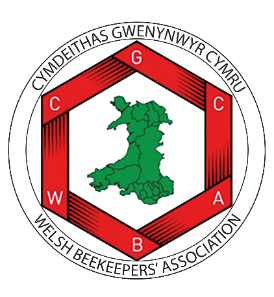 CYMDEITHAS GWENYNWYR CYMRU
C G C
W B A
WELSH BEEKEEPERS' ASSOCIATION